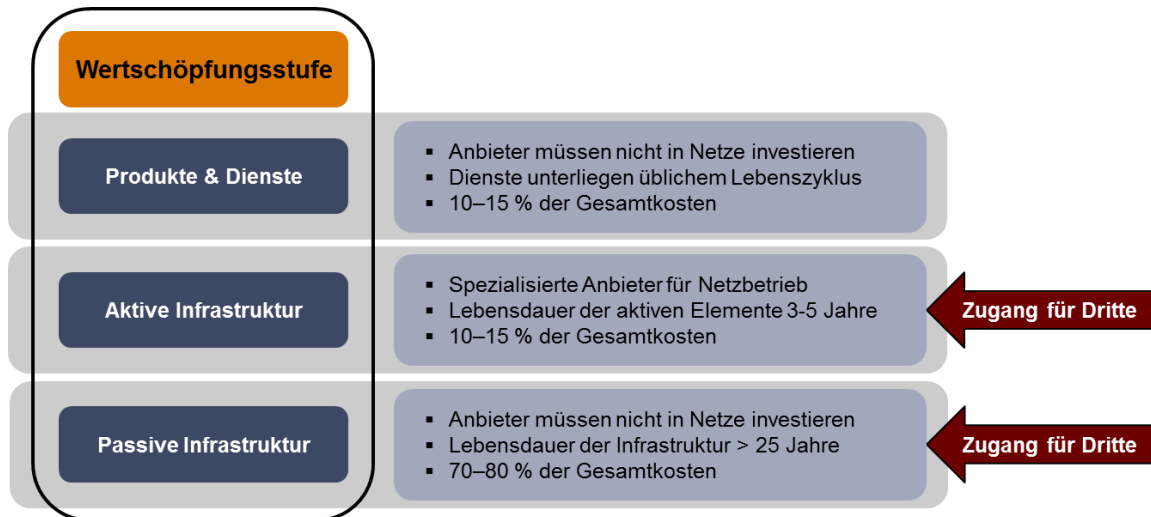 Wertschöpfungsstufe
Produkte & Dienste
▪ Anbieter müssen nicht in Netze investieren
▪ Dienste unterliegen üblichem Lebenszyklus
▪ 10–15 % der Gesamtkosten
Aktive Infrastruktur
▪ Spezialisierte Anbieter für Netzbetrieb
▪ Lebensdauer der aktiven Elemente 3-5 Jahre
▪ 10–15 % der Gesamtkosten
Zugang für Dritte
Passive Infrastruktur
▪ Anbieter müssen nicht in Netze investieren
▪ Lebensdauer der Infrastruktur > 25 Jahre
▪ 70–80 % der Gesamtkosten
Zugang für Dritte